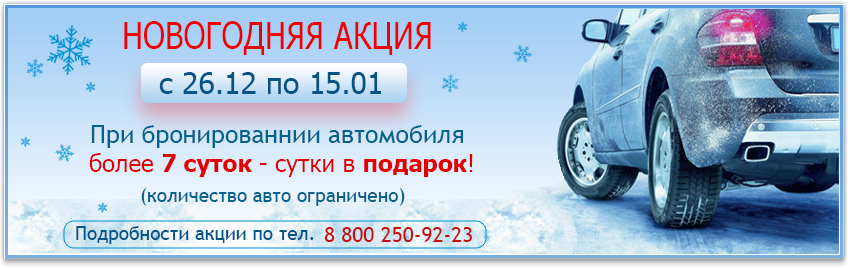 НОВОГОДНЯЯ АКЦИЯ
с 26.12 по 15.01
При бронированнии автомобиля
более 7 суток - сутки в подарок!
(количество авто ограничено)
Подробности акции по тел. 8 800 250-92-23